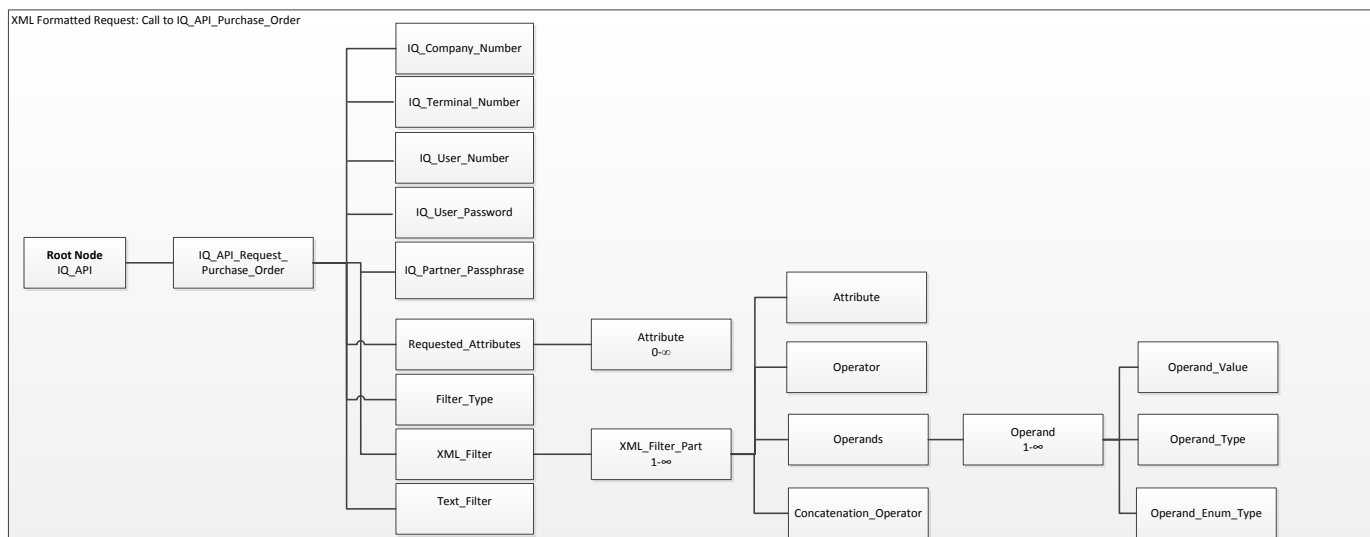 XML Formatted Request: Call to IQ_API_Purchase_Order
IQ_Company_Number
IQ_Terminal_Number
IQ_User_Number
IQ_User_Password
Root Node
IQ_API
IQ_API_Request_
Purchase_Order
IQ_Partner_Passphrase
Attribute
Requested_Attributes
Attribute
0-∞
Operator
Operand_Value
Filter_Type
XML_Filter
XML_Filter_Part
1-∞
Operands
Operand
1-∞
Operand_Type
Text_Filter
Concatenation_Operator
Operand_Enum_Type